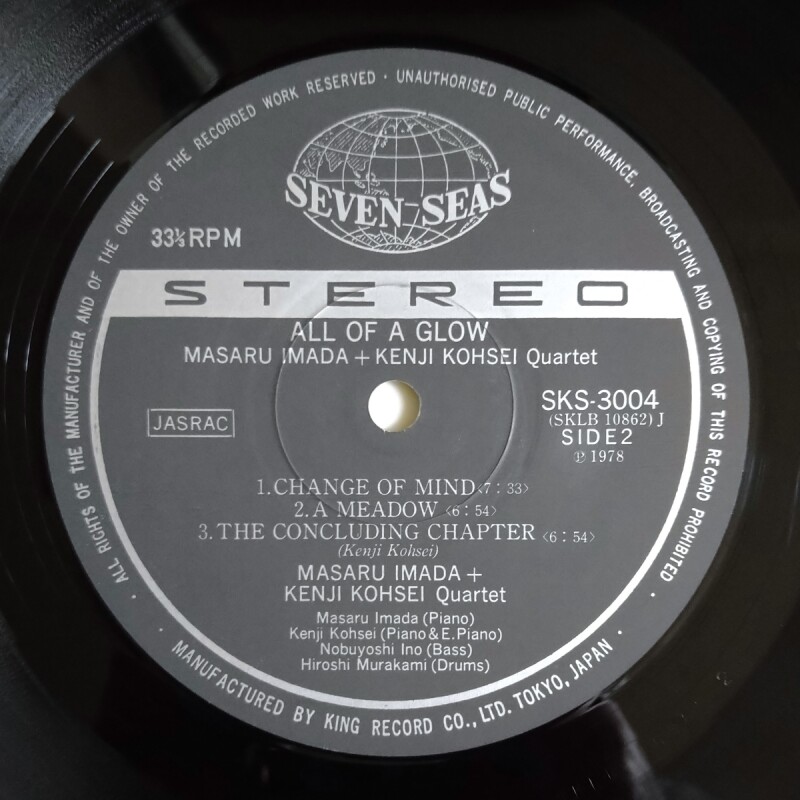 ALL RIGHTS OF THE MANUFACTURER AND OF THE OWNER OF THE RECORDED WORK RESERVED · UNAUTHORISED PUBLIC PERFORMANCE, BROADCASTING AND COPYING OF THIS RECORD PROHIBITED ·
SEVEN-SEAS
33⅓RPM
STEREO
ALL OF A GLOW
MASARU IMADA+KENJI KOHSEI Quartet
JASRAC
SKS-3004
(SKLB 10862) J
SIDE2
℗ 1978
1.CHANGE OF MIND〈7:33〉
2.A MEADOW〈6:54〉
3.THE CONCLUDING CHAPTER〈6:54〉
(Kenji Kohsei)
MASARU IMADA+
KENJI KOHSEI Quartet
Masaru Imada (Piano)
Kenji Kohsei (Piano & E.Piano)
Nobuyoshi Ino (Bass)
Hiroshi Murakami (Drums)
· MANUFACTURED BY KING RECORD CO., LTD. TOKYO, JAPAN ·